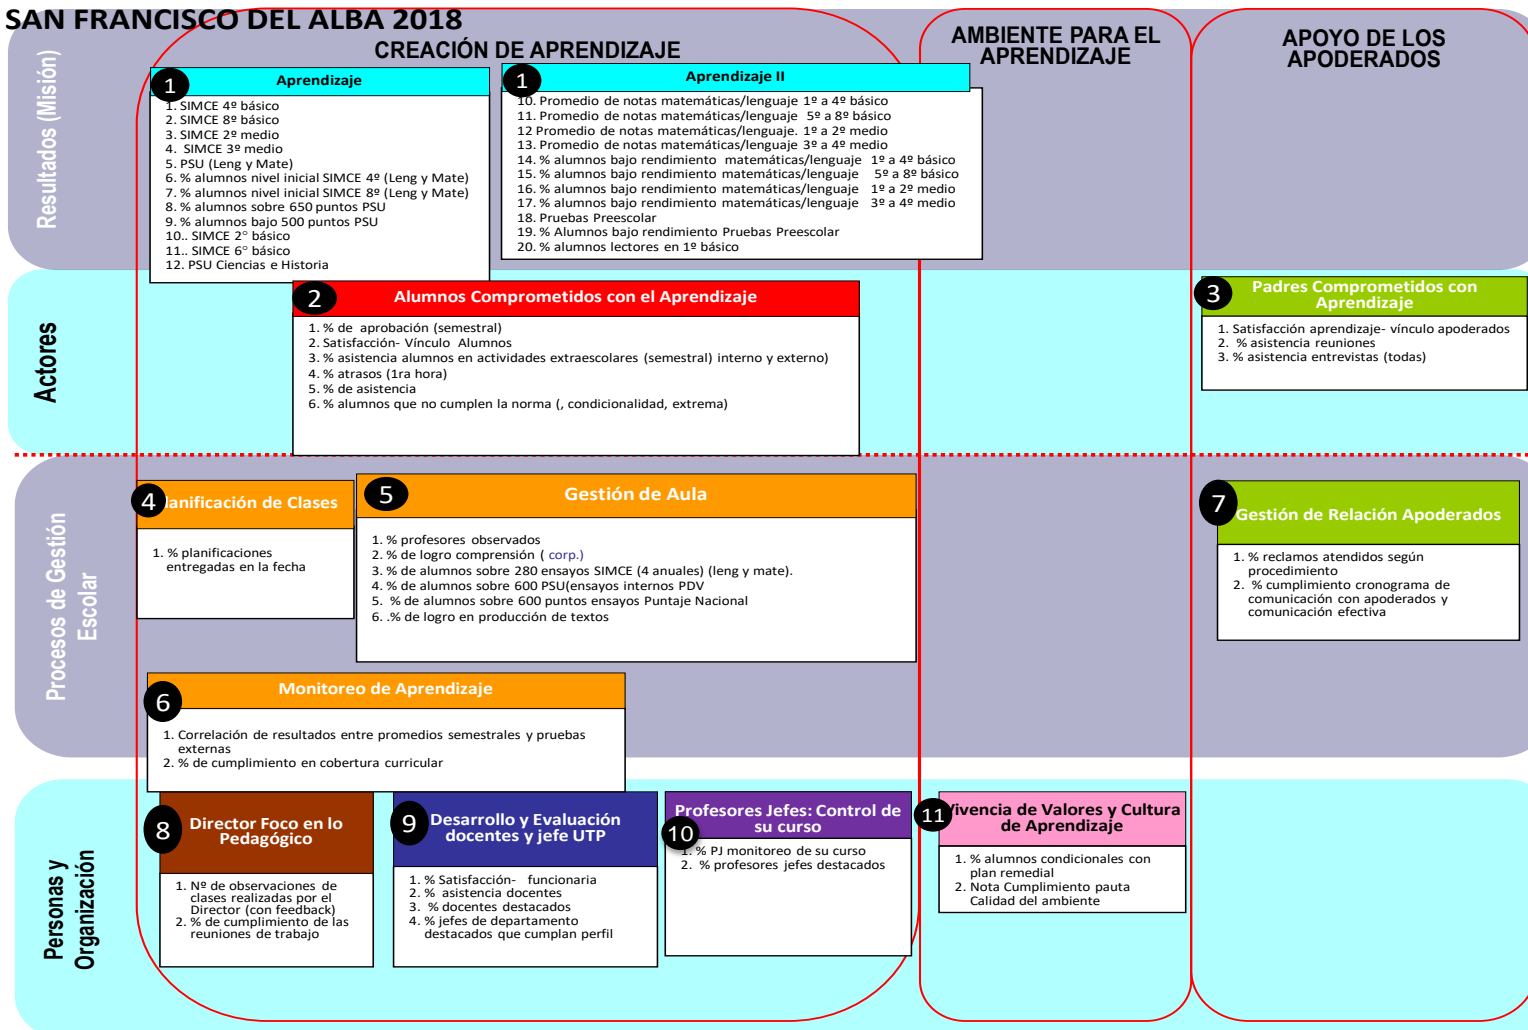 SAN FRANCISCO DEL ALBA 2018
CREACIÓN DE APRENDIZAJE
AMBIENTE PARA EL
APRENDIZAJE
APOYO DE LOS
APODERADOS
Resultados (Misión)
1
Aprendizaje
1. SIMCE 4º básico
2. SIMCE 8º básico
3. SIMCE 2º medio
4. SIMCE 3º medio
5. PSU (Leng y Mate)
6. % alumnos nivel inicial SIMCE 4º (Leng y Mate)
7. % alumnos nivel inicial SIMCE 8º (Leng y Mate)
8. % alumnos sobre 650 puntos PSU
9. % alumnos bajo 500 puntos PSU
10.. SIMCE 2° básico
11.. SIMCE 6° básico
12. PSU Ciencias e Historia
1
Aprendizaje II
10. Promedio de notas matemáticas/lenguaje 1º a 4º básico
11. Promedio de notas matemáticas/lenguaje 5º a 8º básico
12 Promedio de notas matemáticas/lenguaje. 1º a 2º medio
13. Promedio de notas matemáticas/lenguaje 3º a 4º medio
14. % alumnos bajo rendimiento matemáticas/lenguaje 1º a 4º básico
15. % alumnos bajo rendimiento matemáticas/lenguaje 5º a 8º básico
16. % alumnos bajo rendimiento matemáticas/lenguaje 1º a 2º medio
17. % alumnos bajo rendimiento matemáticas/lenguaje 3º a 4º medio
18. Pruebas Preescolar
19. % Alumnos bajo rendimiento Pruebas Preescolar
20. % alumnos lectores en 1º básico
Actores
2
Alumnos Comprometidos con el Aprendizaje
1. % de aprobación (semestral)
2. Satisfacción- Vínculo Alumnos
3. % asistencia alumnos en actividades extraescolares (semestral) interno y externo)
4. % atrasos (1ra hora)
5. % de asistencia
6. % alumnos que no cumplen la norma (, condicionalidad, extrema)
3
Padres Comprometidos con
Aprendizaje
1. Satisfacción aprendizaje- vínculo apoderados
2. % asistencia reuniones
3. % asistencia entrevistas (todas)
Procesos de Gestión
Escolar
4
lanificación de Clases
1. % planificaciones
entregadas en la fecha
5
Gestión de Aula
1. % profesores observados
2. % de logro comprensión ( corp.)
3. % de alumnos sobre 280 ensayos SIMCE (4 anuales) (leng y mate).
4. % de alumnos sobre 600 PSU(ensayos internos PDV
5. % de alumnos sobre 600 puntos ensayos Puntaje Nacional
6. .% de logro en producción de textos
7
Gestión de Relación Apoderados
1. % reclamos atendidos según
procedimiento
2. % cumplimiento cronograma de
comunicación con apoderados y
comunicación efectiva
6
Monitoreo de Aprendizaje
1. Correlación de resultados entre promedios semestrales y pruebas
externas
2. % de cumplimiento en cobertura curricular
Personas y
Organización
8
Director Foco en lo
Pedagógico
1. Nº de observaciones de
clases realizadas por el
Director (con feedback)
2. % de cumplimiento de las
reuniones de trabajo
9
Desarrollo y Evaluación
docentes y jefe UTP
1. % Satisfacción- funcionaria
2. % asistencia docentes
3. % docentes destacados
4. % jefes de departamento
destacados que cumplan perfil
10
Profesores Jefes: Control de
su curso
1. % PJ monitoreo de su curso
2. % profesores jefes destacados
11
Vivencia de Valores y Cultura
de Aprendizaje
1. % alumnos condicionales con
plan remedial
2. Nota Cumplimiento pauta
Calidad del ambiente